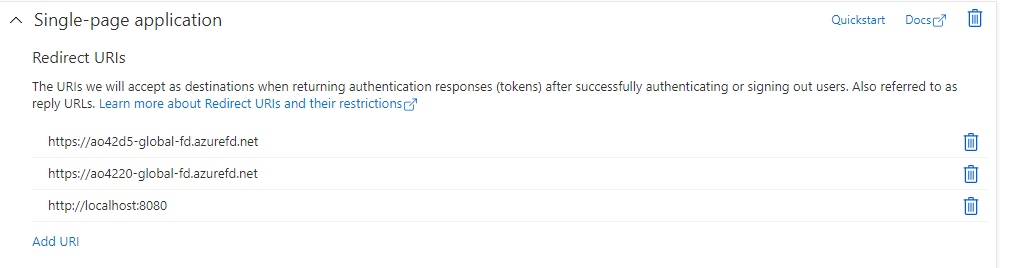 Single-page application
Quickstart
Docs
Redirect URIs
The URIs we will accept as destinations when returning authentication responses (tokens) after successfully authenticating or signing out users. Also referred to as
reply URLs. Learn more about Redirect URIs and their restrictions
https://ao42d5-global-fd.azurefd.net
https://ao4220-global-fd.azurefd.net
http://localhost:8080
Add URI